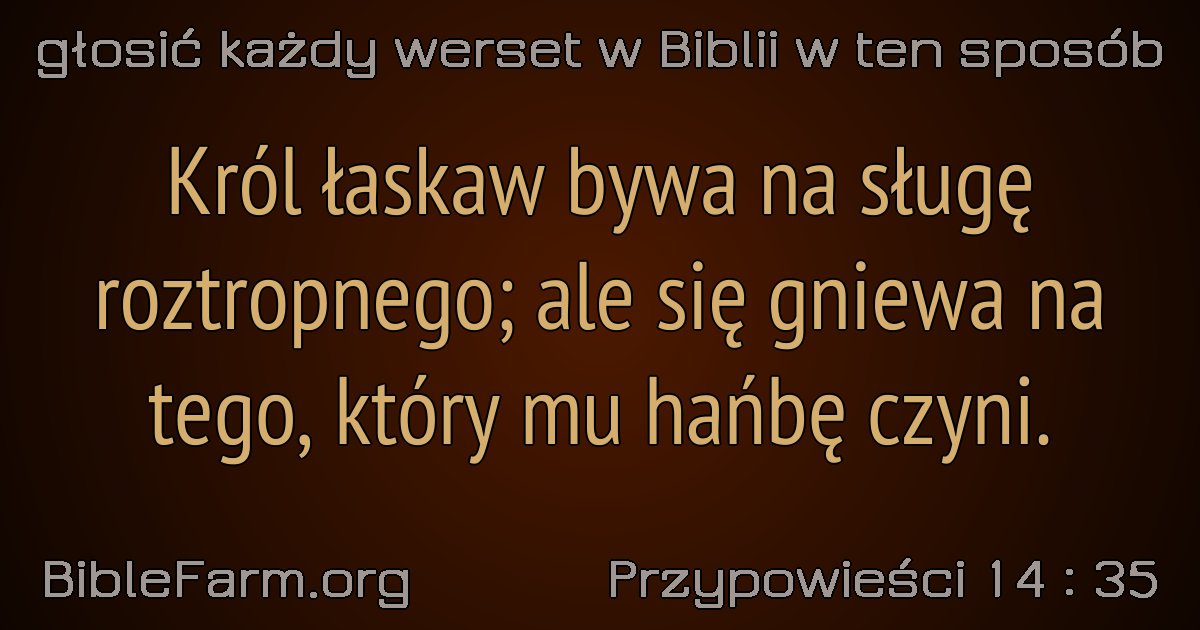 głosić każdy werset w Biblii w ten sposób
Król łaskaw bywa na sługę
roztropnego; ale się gniewa na
tego, który mu hańbę czyni.
BibleFarm.org
Przypowieści 14 : 35